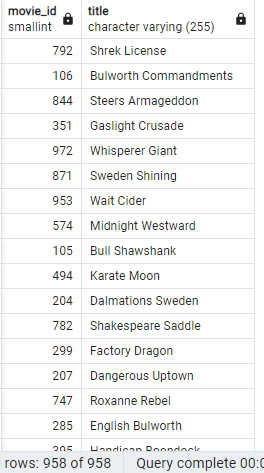 movie_id title
smallint character varying (255)
792 Shrek License
106 Bulworth Commandments
844 Steers Armageddon
351 Gaslight Crusade
972 Whisperer Giant
871 Sweden Shining
953 Wait Cider
574 Midnight Westward
105 Bull Shawshank
494 Karate Moon
204 Dalmations Sweden
782 Shakespeare Saddle
299 Factory Dragon
207 Dangerous Uptown
747 Roxanne Rebel
285 English Bulworth
395 Handicap Boondock
rows: 958 of 958 Query complete 00:0